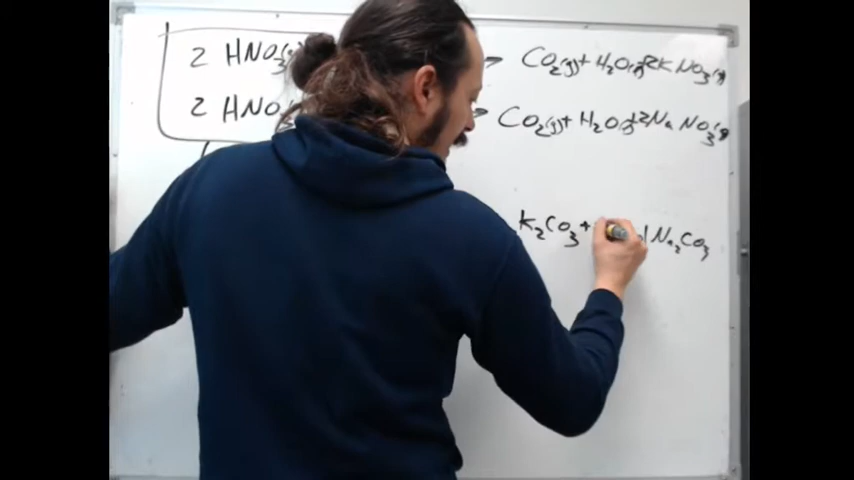 2 HNO3 → CO2(g) + H2O(l) + 2KNO3
2 HNO → CO2(g) + H2O(l) + 2NaNO3
K2CO3 + Na2CO3